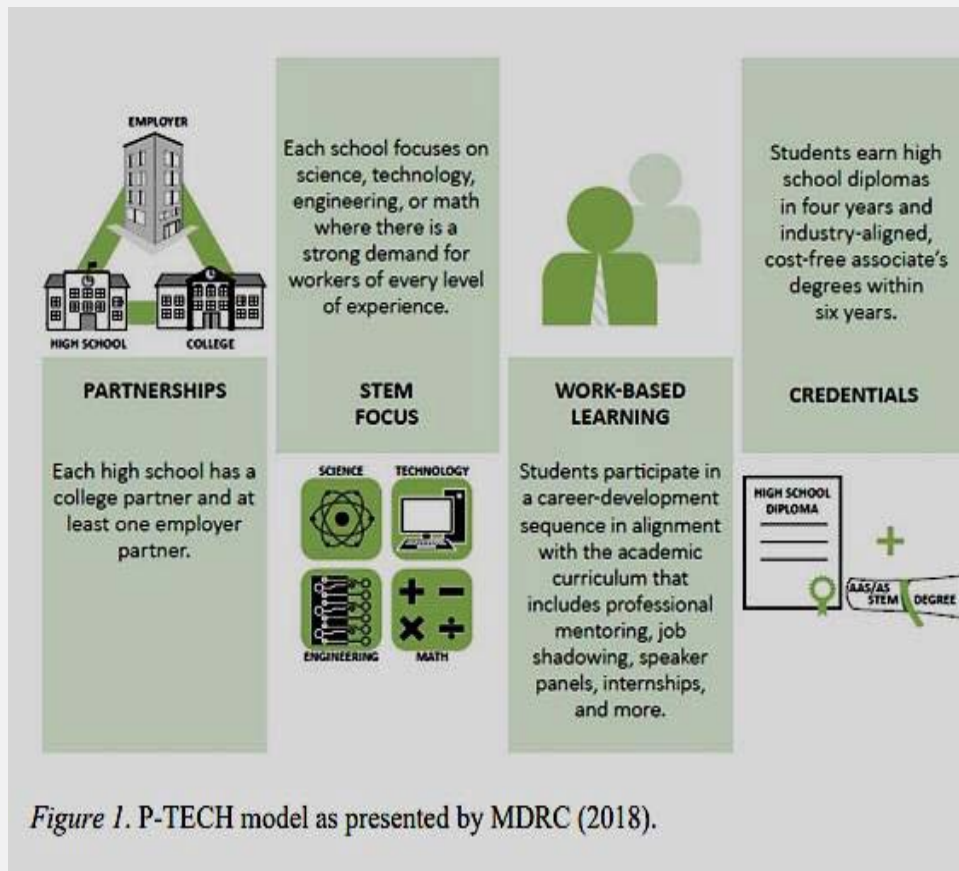 EMPLOYER
HIGH SCHOOL
COLLEGE
PARTNERSHIPS
Each high school has a
college partner and at
least one employer
partner.
Each school focuses on
science, technology,
engineering, or math
where there is a
strong demand for
workers of every level
of experience.
STEM
FOCUS
SCIENCE
TECHNOLOGY
ENGINEERING
MATH
WORK-BASED
LEARNING
Students participate in
a career-development
sequence in alignment
with the academic
curriculum that
includes professional
mentoring, job
shadowing, speaker
panels, internships,
and more.
Students earn high
school diplomas
in four years and
industry-aligned,
cost-free associate's
degrees within
six years.
CREDENTIALS
HIGH SCHOOL
DIPLOMA
+
AAS/AS
STEM DEGREE
Figure 1. P-TECH model as presented by MDRC (2018).